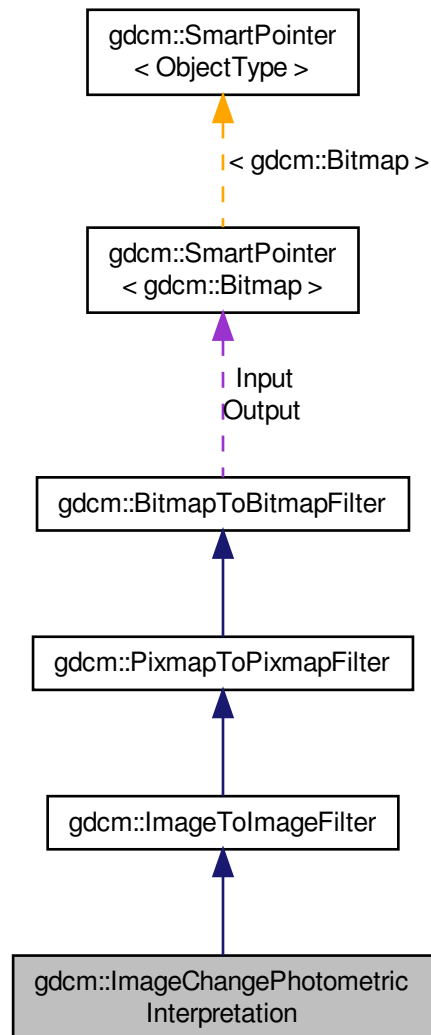 gdcm::SmartPointer
< ObjectType >
< gdcm::Bitmap >
gdcm::SmartPointer
< gdcm::Bitmap >
Input
Output
gdcm::BitmapToBitmapFilter
gdcm::PixmapToPixmapFilter
gdcm::ImageToImageFilter
gdcm::ImageChangePhotometric
Interpretation